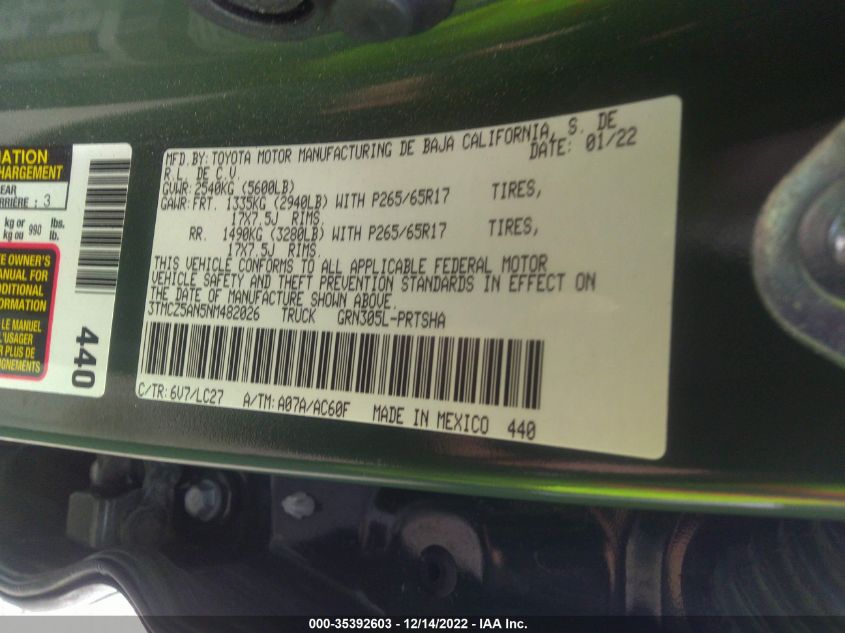 ATION
CHARGEMENT
EAR
RRIÈRE : 3
kg or lbs.
kg ou 990 lb.
E OWNER'S
ANUAL FOR
DDITIONAL
FORMATION
LE MANUEL
L'USAGER
R PLUS DE
IGNEMENTS
440
MFD. BY: TOYOTA MOTOR MANUFACTURING DE BAJA CALIFORNIA, S. DE
R.L. DE C.V. DATE: 01/22
GVWR: 2540KG (5600LB)
GAWR: FRT. 1335KG (2940LB) WITH P265/65R17 TIRES,
17X7.5J RIMS.
RR. 1490KG (3280LB) WITH P265/65R17 TIRES,
17X7.5J RIMS.
THIS VEHICLE CONFORMS TO ALL APPLICABLE FEDERAL MOTOR
VEHICLE SAFETY AND THEFT PREVENTION STANDARDS IN EFFECT ON
THE DATE OF MANUFACTURE SHOWN ABOVE.
3TMCZ5AN5NM482026 TRUCK GRN305L-PRTSHA
C/TR: 6V7/LC27 A/TM: A07A/AC60F MADE IN MEXICO 440
000-35392603 - 12/14/2022 - IAA Inc.